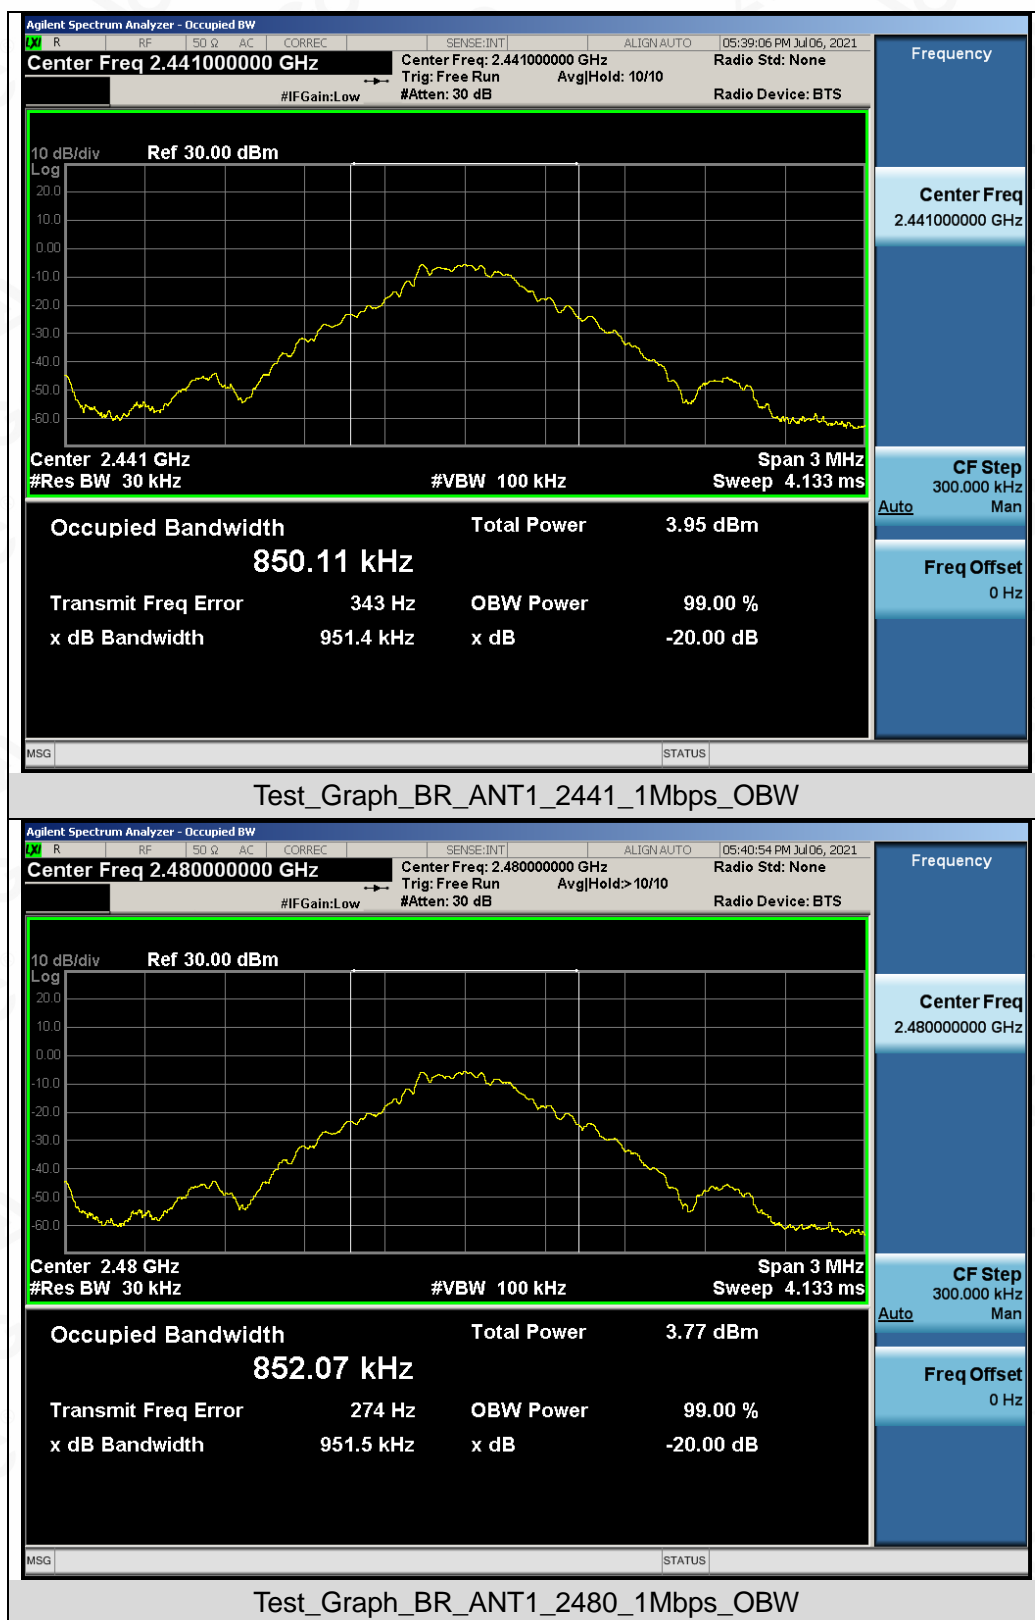 Agilent Spectrum Analyzer - Occupied BW
LXI R RF 50 Ω AC CORREC SENSE:INT ALIGN AUTO 05:39:06 PM Jul 06, 2021
Center Freq 2.441000000 GHz Center Freq: 2.441000000 GHz Radio Std: None
Trig: Free Run Avg|Hold: 10/10
#IFGain:Low #Atten: 30 dB Radio Device: BTS
Frequency
10 dB/div Ref 30.00 dBm
Log
20.0
10.0
0.00
-10.0
-20.0
-30.0
-40.0
-50.0
-60.0
Center Freq
2.441000000 GHz
Center 2.441 GHz Span 3 MHz
#Res BW 30 kHz #VBW 100 kHz Sweep 4.133 ms
CF Step
300.000 kHz
Auto Man
Occupied Bandwidth Total Power 3.95 dBm
850.11 kHz
Transmit Freq Error 343 Hz OBW Power 99.00 %
x dB Bandwidth 951.4 kHz x dB -20.00 dB
Freq Offset
0 Hz
MSG STATUS
Test_Graph_BR_ANT1_2441_1Mbps_OBW
Agilent Spectrum Analyzer - Occupied BW
LXI R RF 50 Ω AC CORREC SENSE:INT ALIGN AUTO 05:40:54 PM Jul 06, 2021
Center Freq 2.480000000 GHz Center Freq: 2.480000000 GHz Radio Std: None
Trig: Free Run Avg|Hold:> 10/10
#IFGain:Low #Atten: 30 dB Radio Device: BTS
Frequency
10 dB/div Ref 30.00 dBm
Log
20.0
10.0
0.00
-10.0
-20.0
-30.0
-40.0
-50.0
-60.0
Center Freq
2.480000000 GHz
Center 2.48 GHz Span 3 MHz
#Res BW 30 kHz #VBW 100 kHz Sweep 4.133 ms
CF Step
300.000 kHz
Auto Man
Occupied Bandwidth Total Power 3.77 dBm
852.07 kHz
Transmit Freq Error 274 Hz OBW Power 99.00 %
x dB Bandwidth 951.5 kHz x dB -20.00 dB
Freq Offset
0 Hz
MSG STATUS
Test_Graph_BR_ANT1_2480_1Mbps_OBW